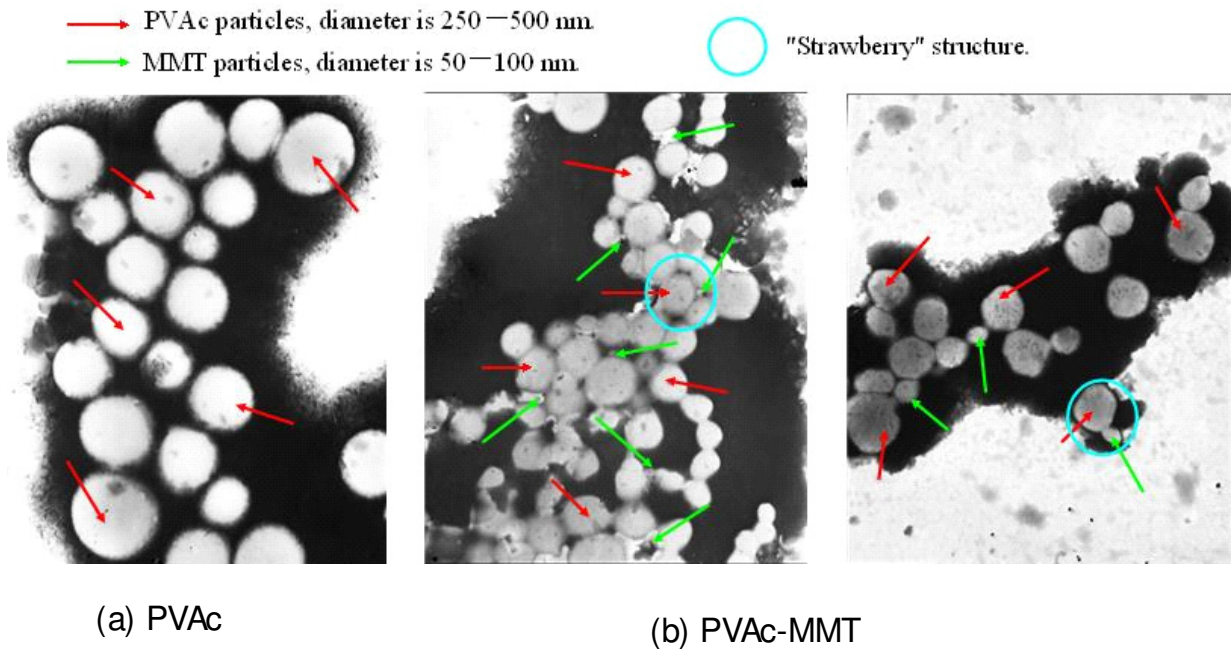 PVAc particles, diameter is 250—500 nm.
MMT particles, diameter is 50—100 nm.
"Strawberry" structure.
(a) PVAc
(b) PVAc-MMT